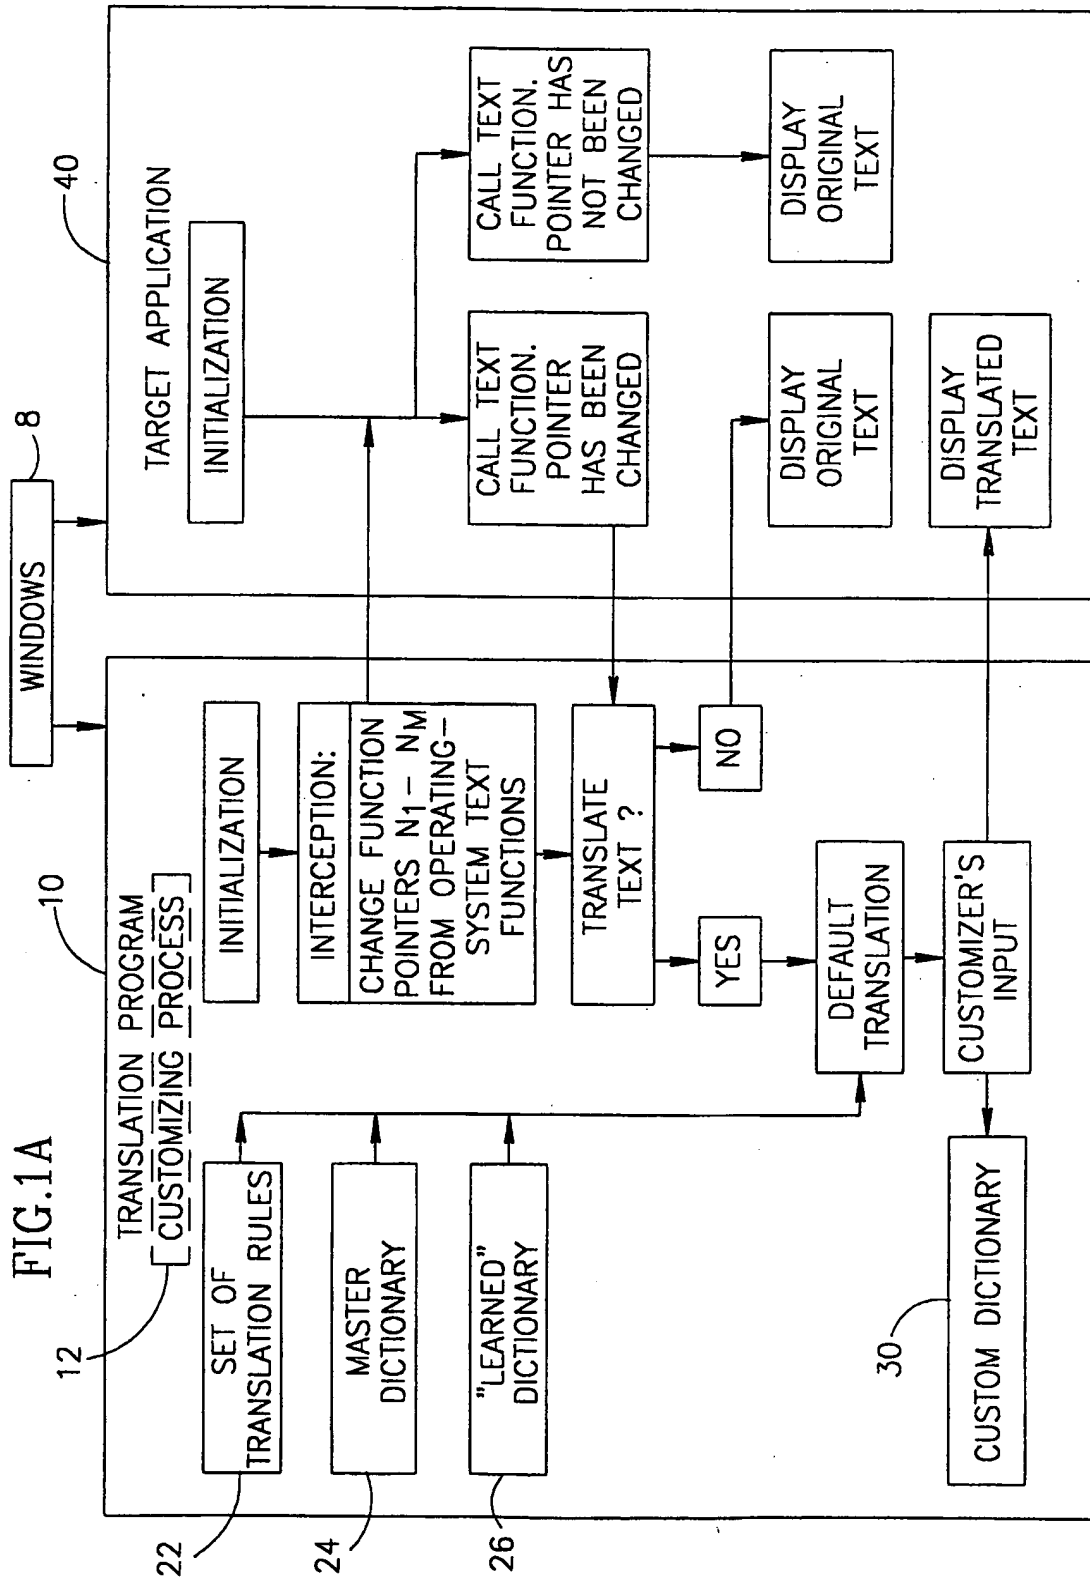 FIG.1A
WINDOWS
8
10
TRANSLATION PROGRAM
CUSTOMIZING PROCESS
12
SET OF
TRANSLATION RULES
22
MASTER
DICTIONARY
24
"LEARNED"
DICTIONARY
26
INITIALIZATION
INTERCEPTION:
CHANGE FUNCTION
POINTERS N1- NM
FROM OPERATING-
SYSTEM TEXT
FUNCTIONS
TRANSLATE
TEXT ?
YES
NO
DEFAULT
TRANSLATION
CUSTOMIZER'S
INPUT
CUSTOM DICTIONARY
30
40
TARGET APPLICATION
INITIALIZATION
CALL TEXT
FUNCTION.
POINTER
HAS BEEN
CHANGED
CALL TEXT
FUNCTION.
POINTER HAS
NOT BEEN
CHANGED
DISPLAY
ORIGINAL
TEXT
DISPLAY
ORIGINAL
TEXT
DISPLAY
TRANSLATED
TEXT